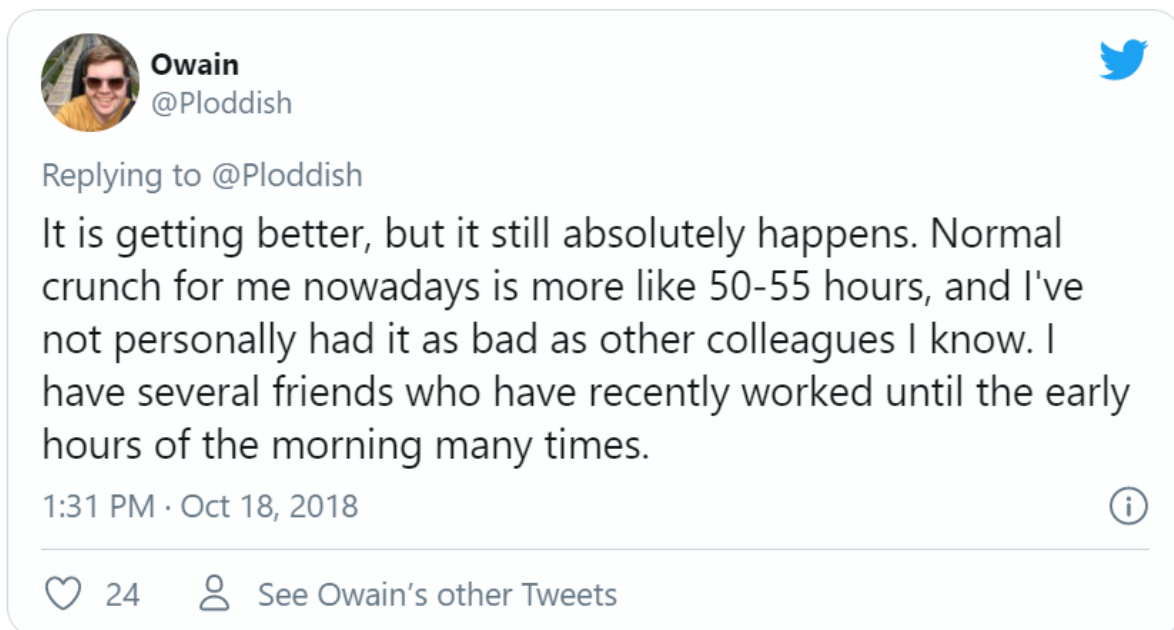 Owain
@Ploddish
Replying to @Ploddish
It is getting better, but it still absolutely happens. Normal
crunch for me nowadays is more like 50-55 hours, and I've
not personally had it as bad as other colleagues I know. I
have several friends who have recently worked until the early
hours of the morning many times.
1:31 PM · Oct 18, 2018
24 See Owain’s other Tweets